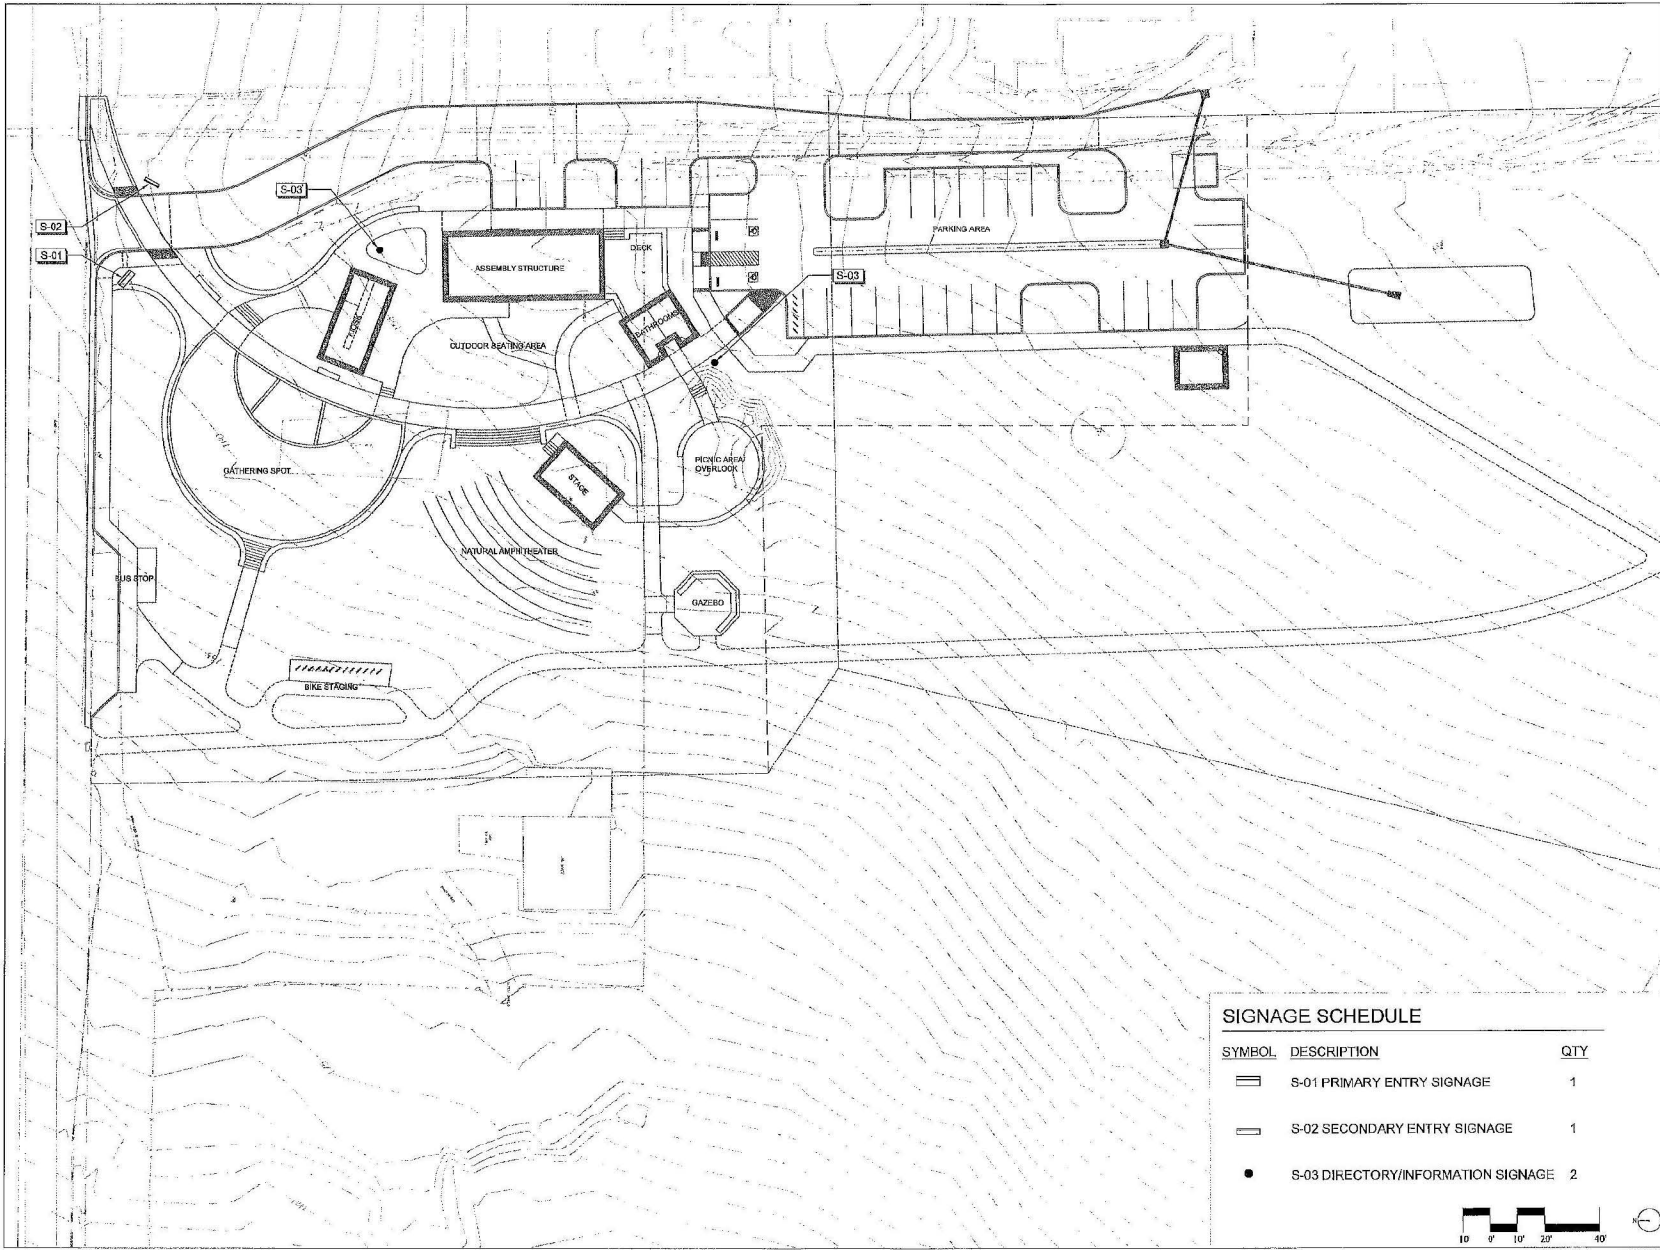 S-03
S-02
S-01
DECK
PARKING AREA
ASSEMBLY STRUCTURE
S-03
BATHROOMS
OUTDOOR SEATING AREA
GATHERING SPOT
PICNIC AREA/
OVERLOOK
STAGE
NATURAL AMPHITHEATER
BUS STOP
GAZEBO
BIKE STAGING
SIGNAGE SCHEDULE
SYMBOL DESCRIPTION QTY
S-01 PRIMARY ENTRY SIGNAGE 1
S-02 SECONDARY ENTRY SIGNAGE 1
S-03 DIRECTORY/INFORMATION SIGNAGE 2
N
10 0' 10' 20' 40'